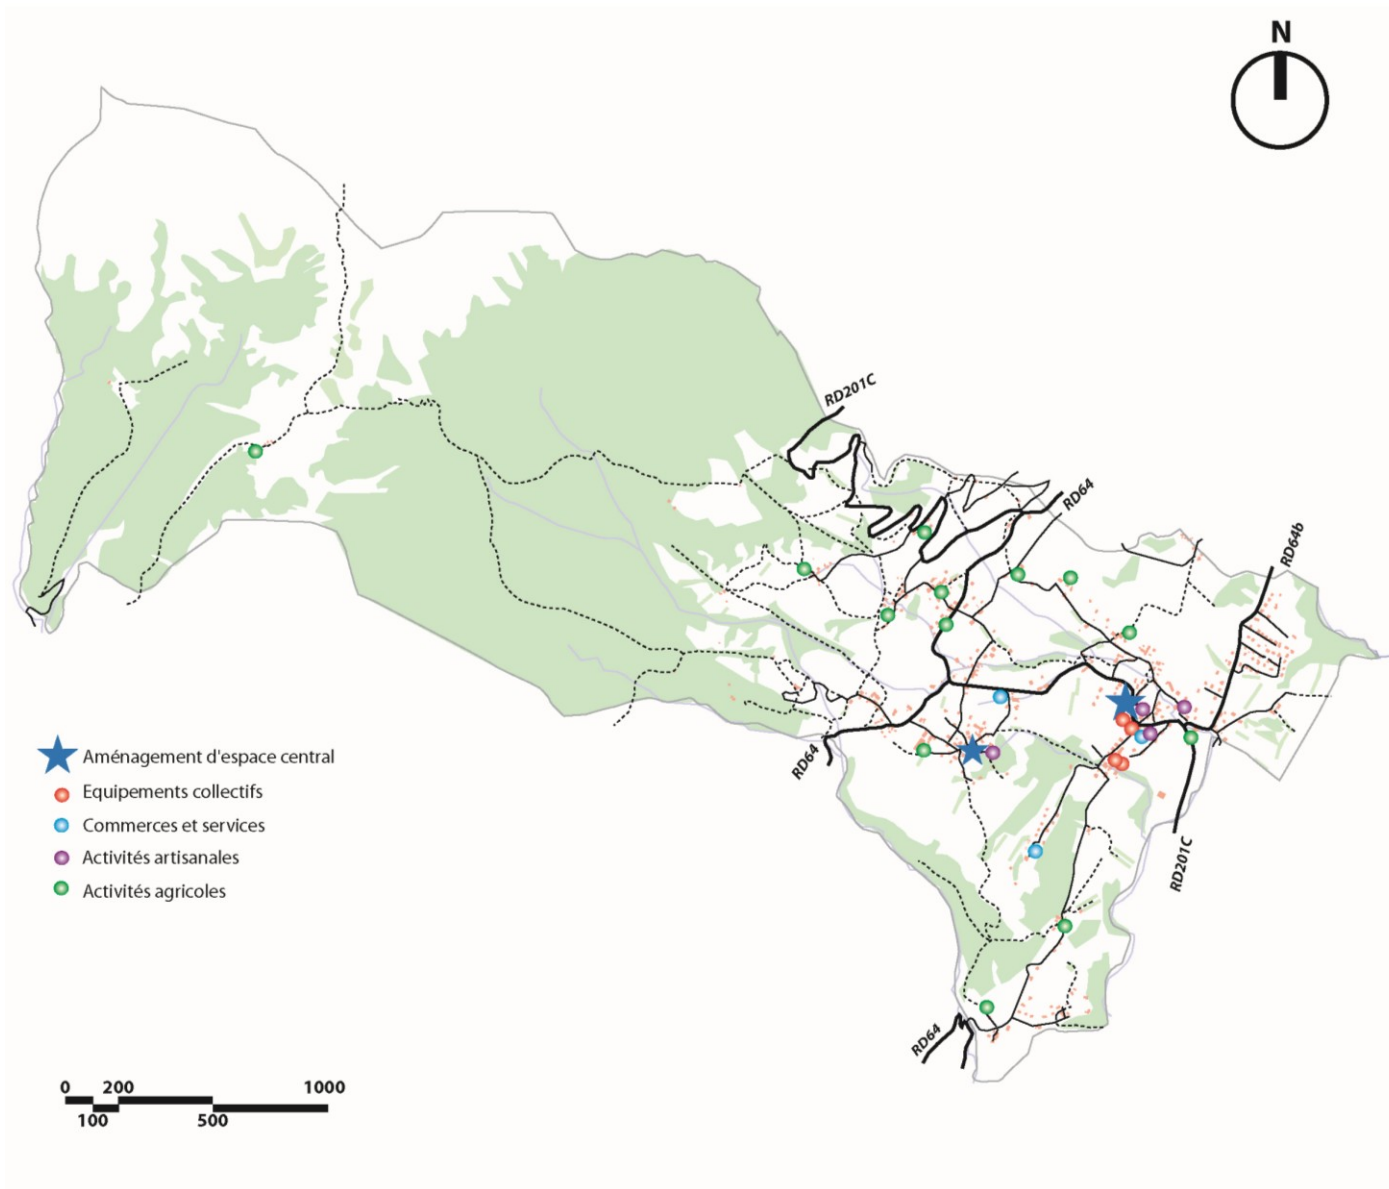 N
RD201C
RD64
RD64b
RD64
Aménagement d'espace central
Equipements collectifs
Commerces et services
Activités artisanales
Activités agricoles
RD201C
RD64
0 200 1000
100 500